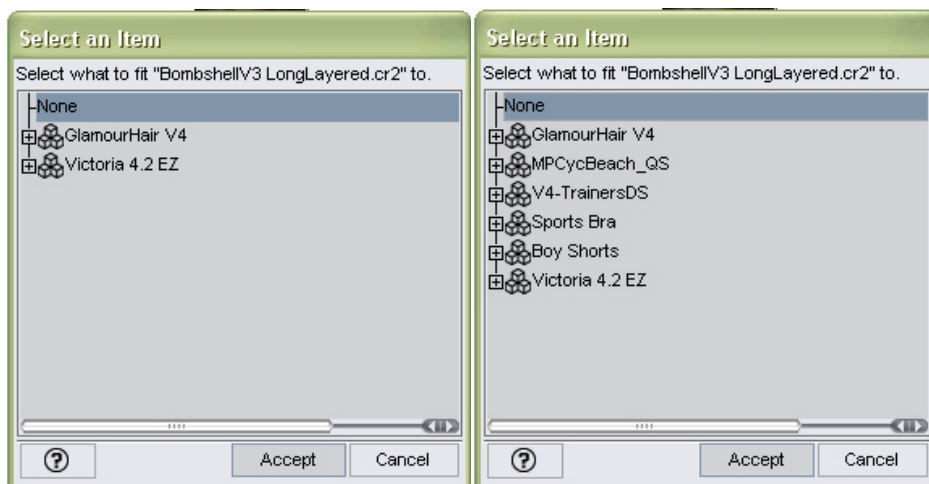 Select an Item
Select what to fit "BombshellV3 LongLayered.cr2" to.
None
GlamourHair V4
Victoria 4.2 EZ
? Accept Cancel
Select an Item
Select what to fit "BombshellV3 LongLayered.cr2" to.
None
GlamourHair V4
MPCycBeach_QS
V4-TrainersDS
Sports Bra
Boy Shorts
Victoria 4.2 EZ
? Accept Cancel